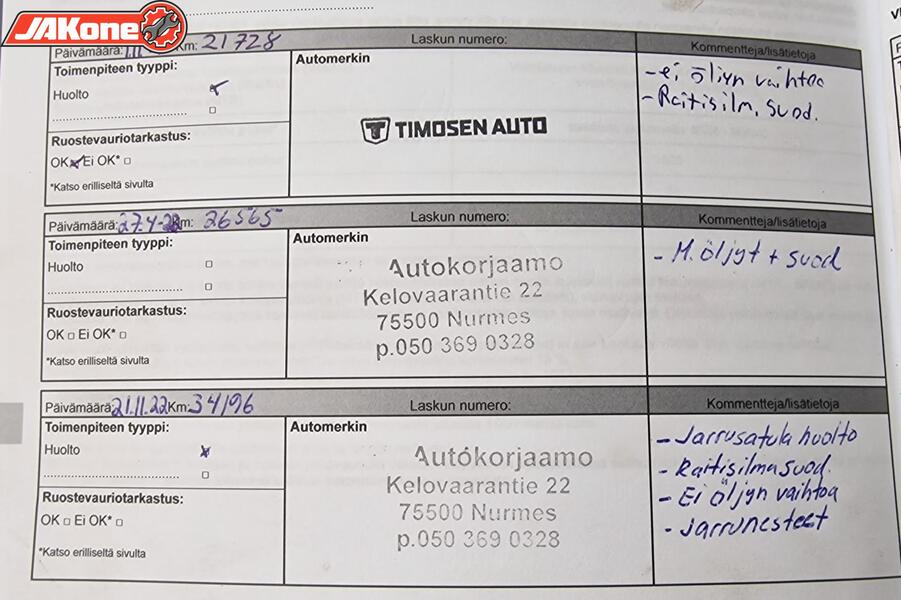 JAKone
Päivämäärä: Km: 21728 Laskun numero: Kommentteja/lisätietoja
Toimenpiteen tyyppi: Automerkin
Huolto
- ei öljyn vaihtoa
- Raitisilm. suod.
TIMOSEN AUTO
Ruostevauriotarkastus:
OK Ei OK*
*Katso erilliseltä sivulta
Päivämäärä: 27.4-22 Km: 26565 Laskun numero: Kommentteja/lisätietoja
Toimenpiteen tyyppi: Automerkin
Huolto
- M. öljyt + suod
Autokorjaamo
Kelovaarantie 22
75500 Nurmes
p.050 369 0328
Ruostevauriotarkastus:
OK Ei OK*
*Katso erilliseltä sivulta
Päivämäärä 21.11.22 Km: 34196 Laskun numero: Kommentteja/lisätietoja
Toimenpiteen tyyppi: Automerkin
Huolto
- Jarrusatula huolto
- Raitisilmasuod.
- Ei öljyn vaihtoa
- Jarrunesteet
Autokorjaamo
Kelovaarantie 22
75500 Nurmes
p.050 369 0328
Ruostevauriotarkastus:
OK Ei OK*
*Katso erilliseltä sivulta